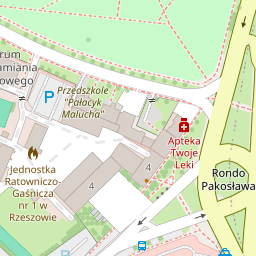 rum
amiania
owego
Przedszkole
"Pałacyk
Malucha"
P
Apteka
Twoje
Leki
Jednostka
Ratowniczo-
Gaśnicza
nr 1 w
Rzeszowie
4
4
Rondo
Pakosława